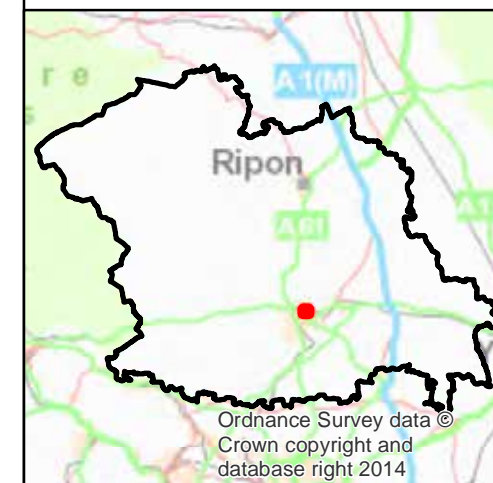 r e
A1(M)
Ripon
A1
A61
Ordnance Survey data ©
Crown copyright and
database right 2014